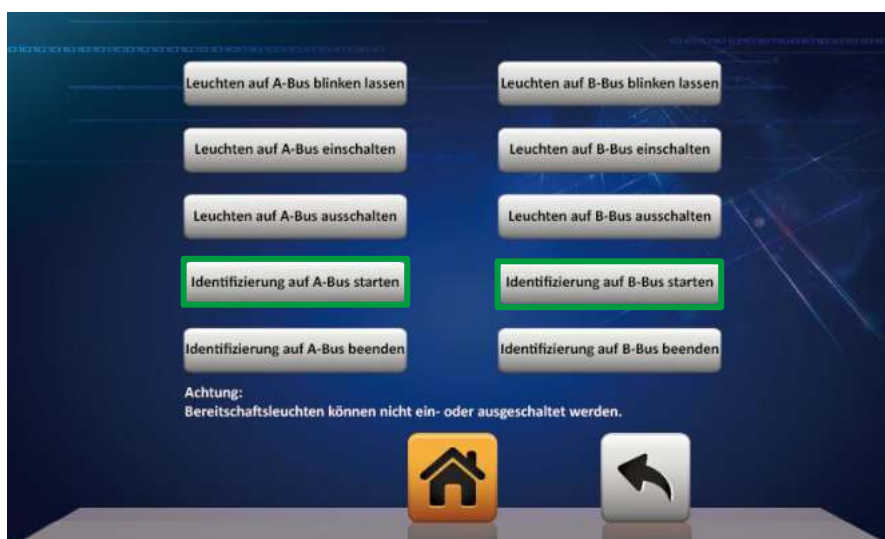 Leuchten auf A-Bus blinken lassen
Leuchten auf B-Bus blinken lassen
Leuchten auf A-Bus einschalten
Leuchten auf B-Bus einschalten
Leuchten auf A-Bus ausschalten
Leuchten auf B-Bus ausschalten
Identifizierung auf A-Bus starten
Identifizierung auf B-Bus starten
Identifizierung auf A-Bus beenden
Identifizierung auf B-Bus beenden
Achtung:
Bereitschaftsleuchten können nicht ein- oder ausgeschaltet werden.